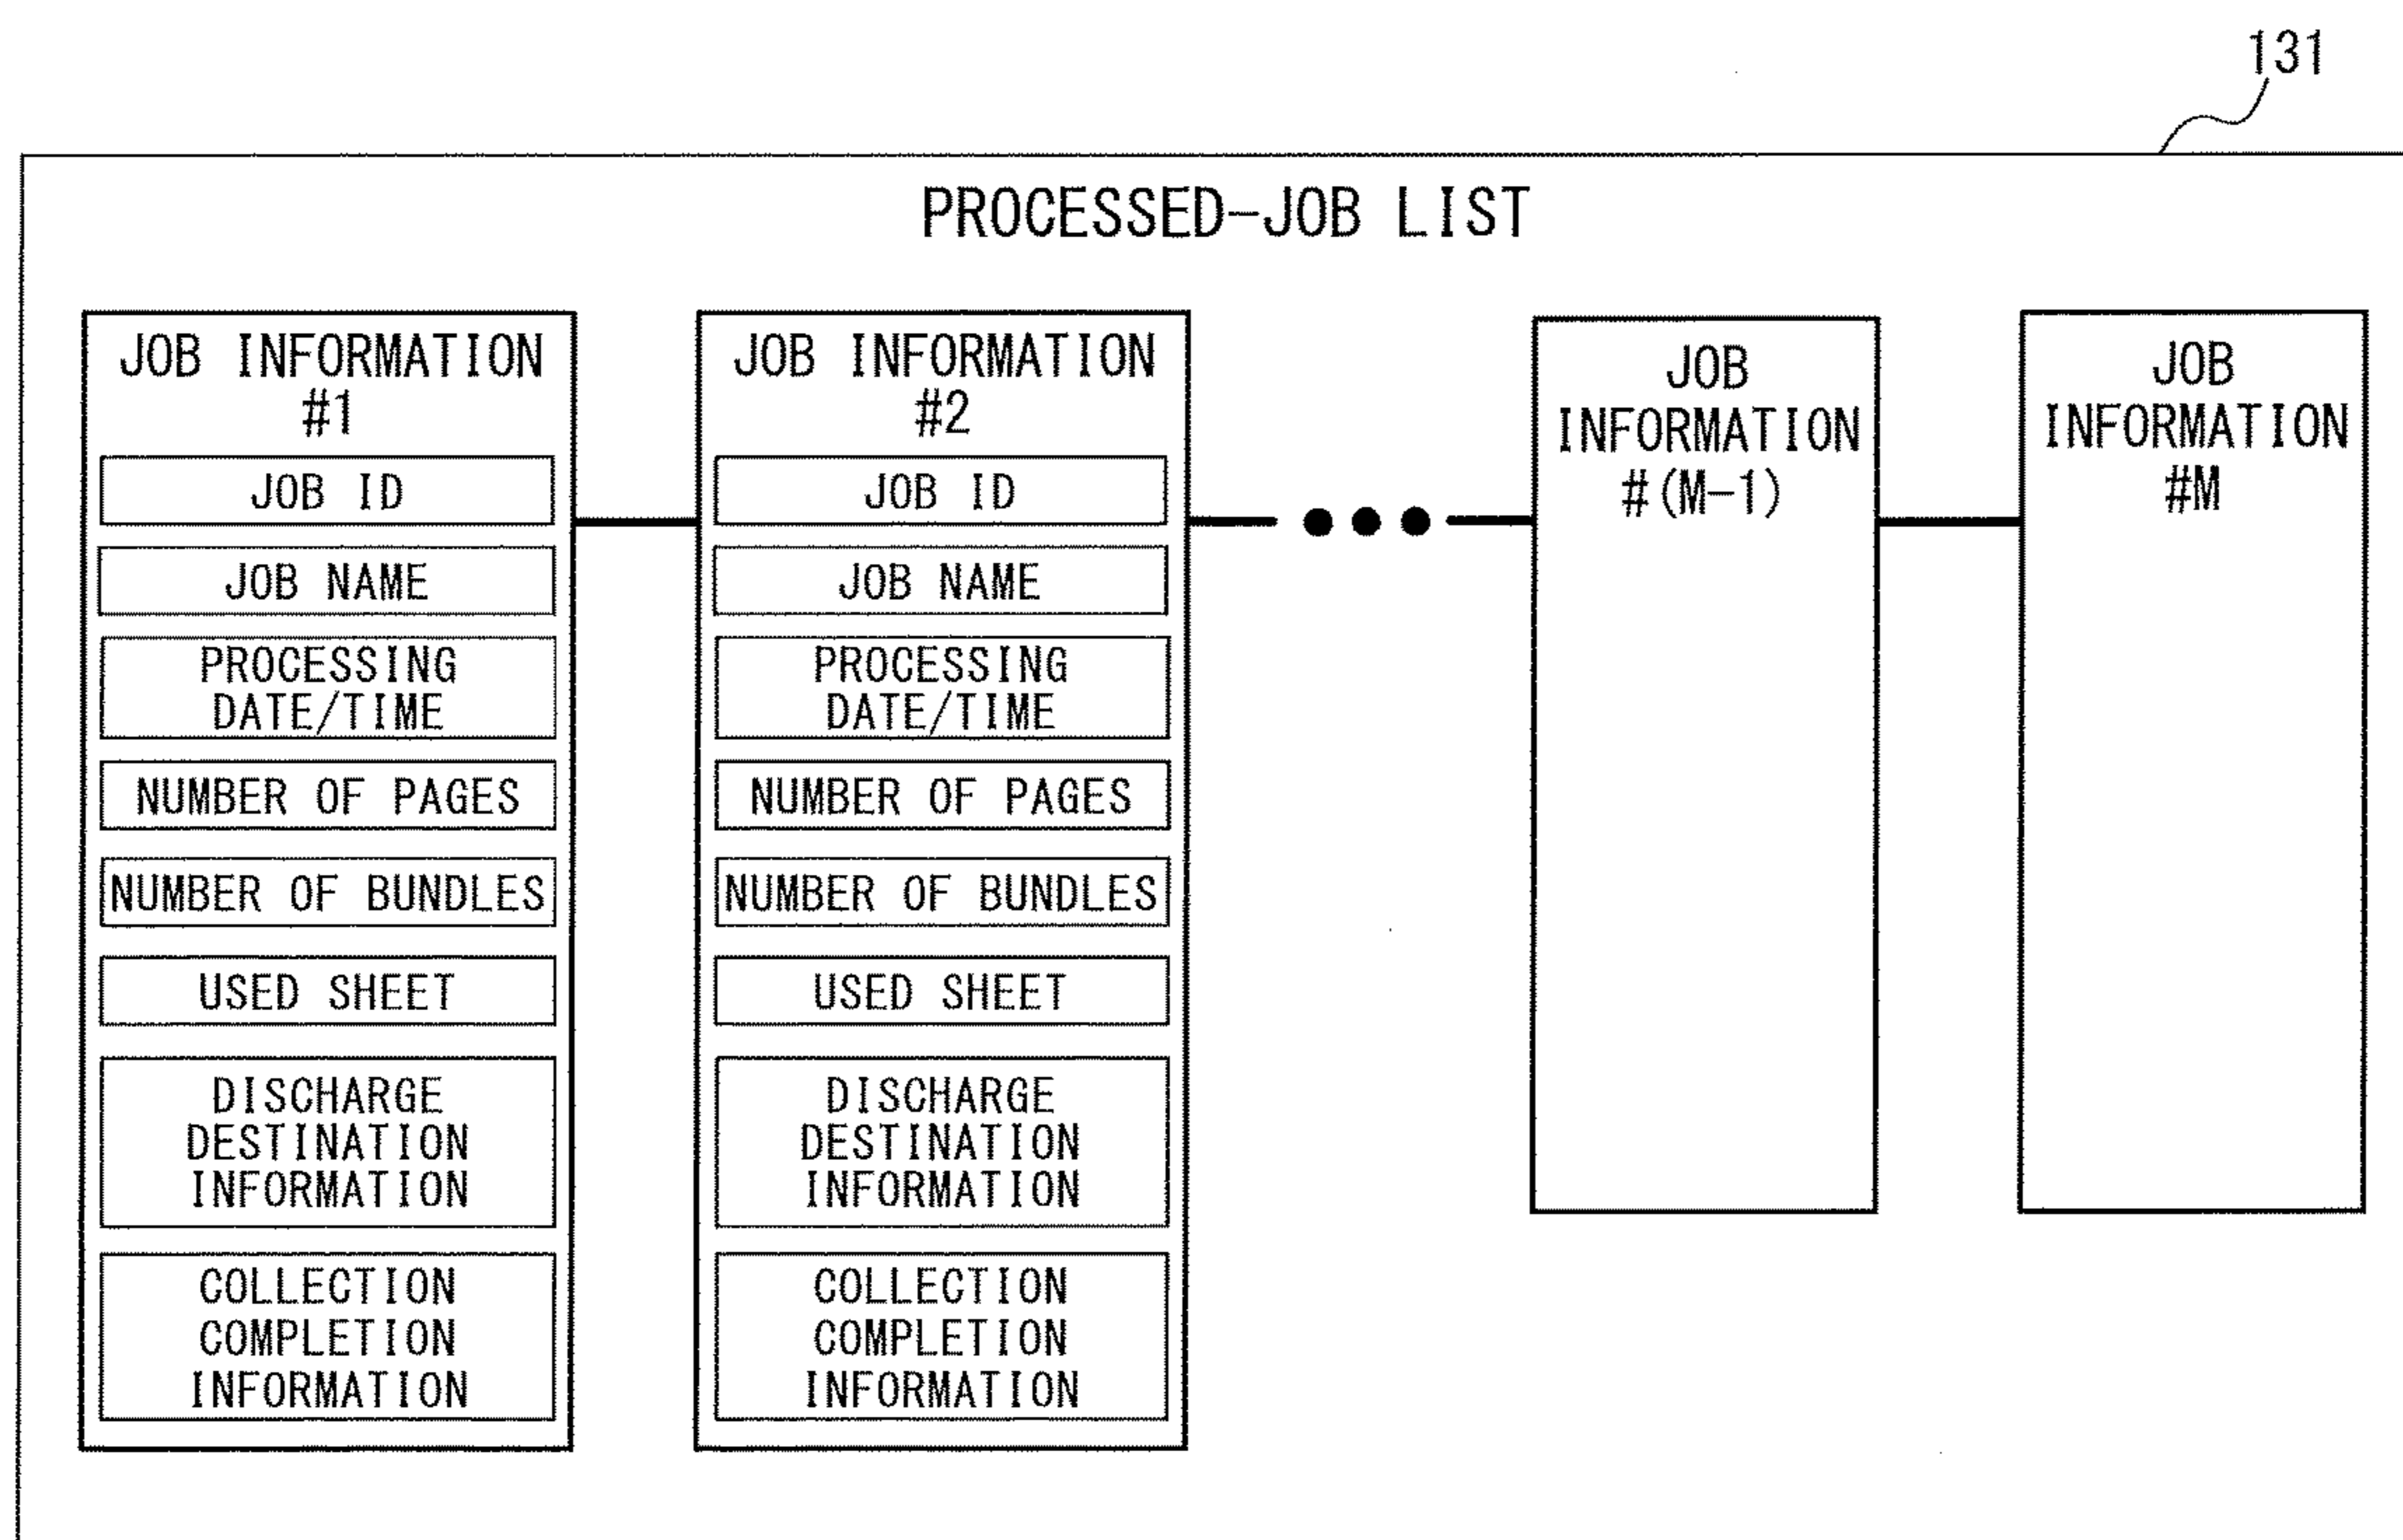 131
PROCESSED-JOB LIST
JOB INFORMATION
#1
JOB ID
JOB NAME
PROCESSING
DATE/TIME
NUMBER OF PAGES
NUMBER OF BUNDLES
USED SHEET
DISCHARGE
DESTINATION
INFORMATION
COLLECTION
COMPLETION
INFORMATION
JOB INFORMATION
#2
JOB ID
JOB NAME
PROCESSING
DATE/TIME
NUMBER OF PAGES
NUMBER OF BUNDLES
USED SHEET
DISCHARGE
DESTINATION
INFORMATION
COLLECTION
COMPLETION
INFORMATION
JOB
INFORMATION
#(M-1)
JOB
INFORMATION
#M